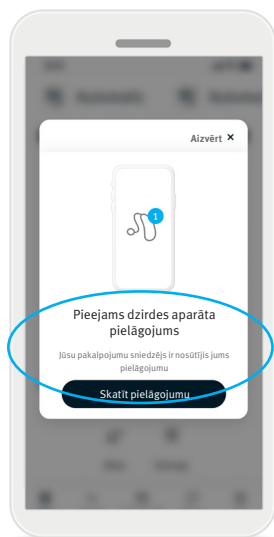 Aizvērt ✕
1
Pieejams dzirdes aparāta
pielāgojums
Jūsu pakalpojumu sniedzējs ir nosūtījis jums
pielāgojumu
Skatīt pielāgojumu